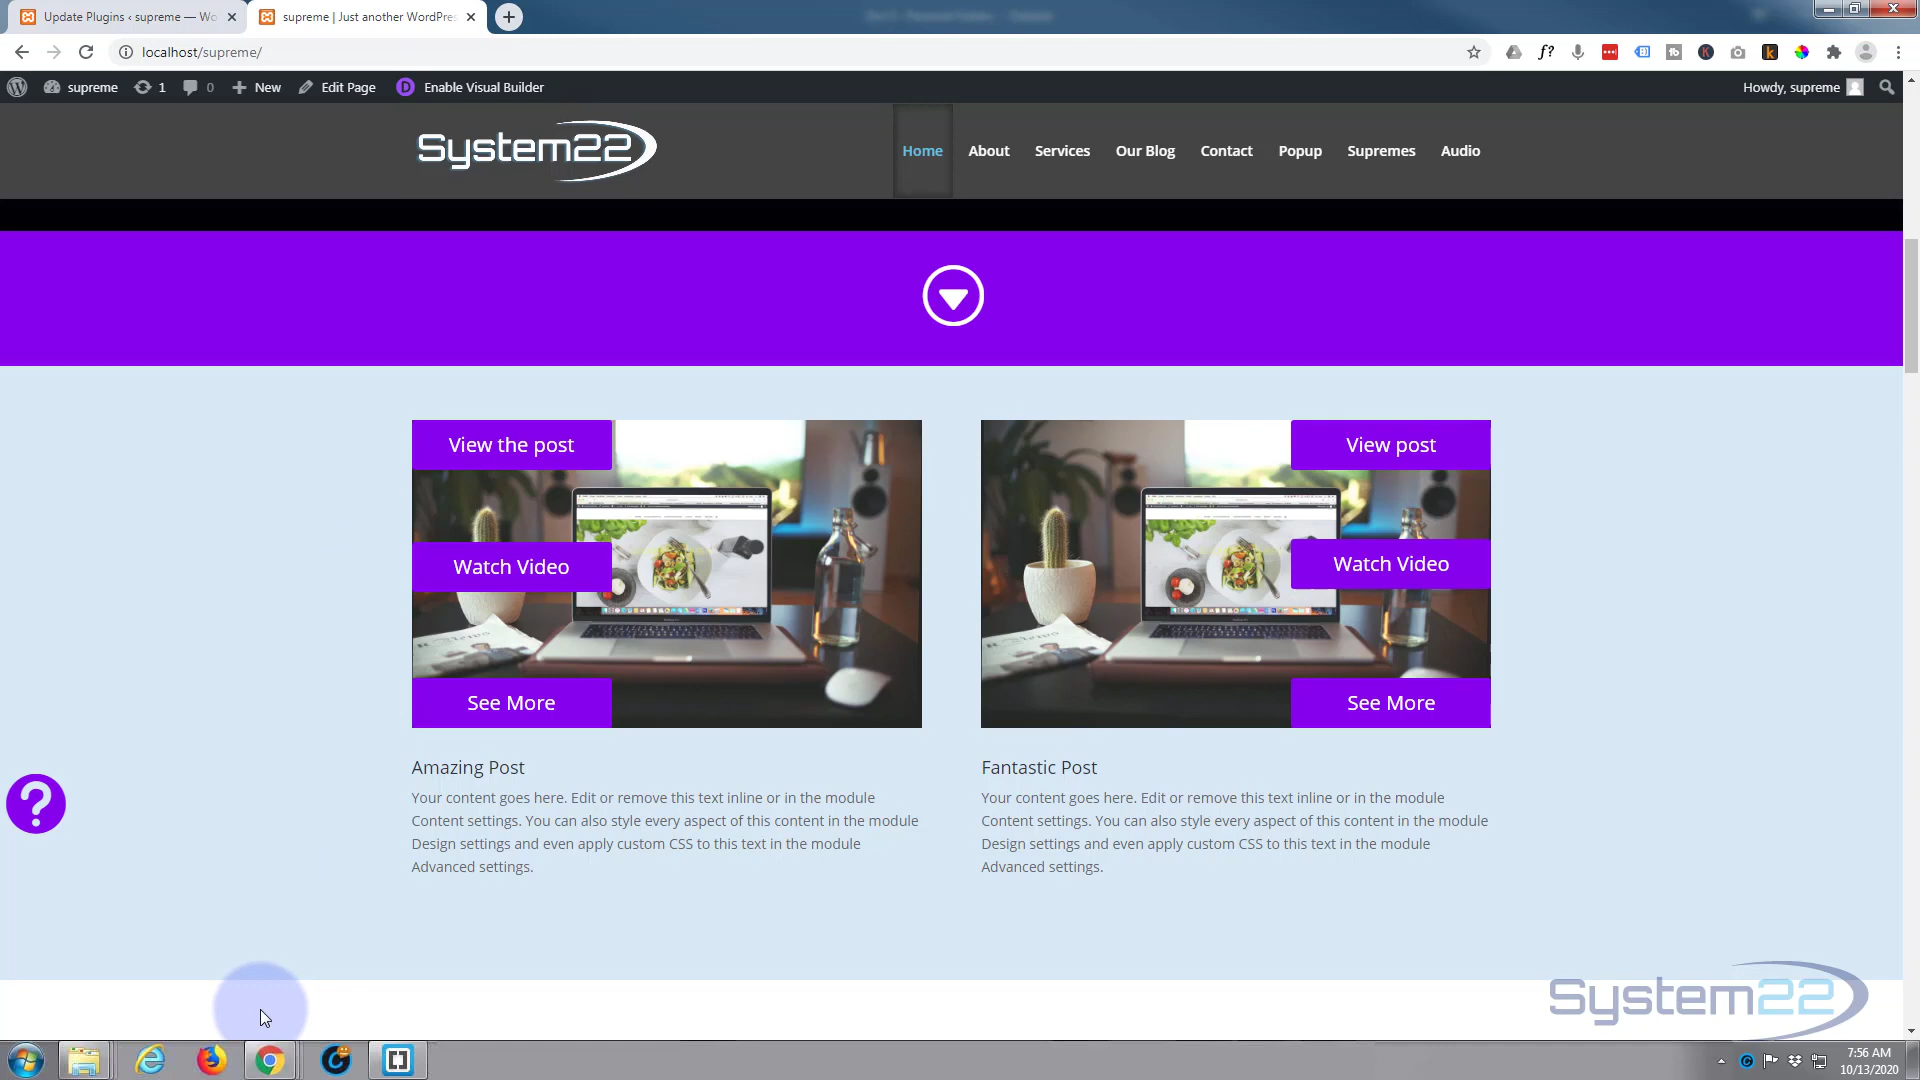 Update Plugins ‹ supreme — Wo
supreme | Just another WordPres
localhost/supreme/
supreme
1
0
New
Edit Page
Enable Visual Builder
Howdy, supreme
System22
Home
About
Services
Our Blog
Contact
Popup
Supremes
Audio
View the post
View post
Watch Video
Watch Video
See More
See More
Amazing Post
Your content goes here. Edit or remove this text inline or in the module
Content settings. You can also style every aspect of this content in the module
Design settings and even apply custom CSS to this text in the module
Advanced settings.
Fantastic Post
Your content goes here. Edit or remove this text inline or in the module
Content settings. You can also style every aspect of this content in the module
Design settings and even apply custom CSS to this text in the module
Advanced settings.
System22
7:56 AM
10/13/2020